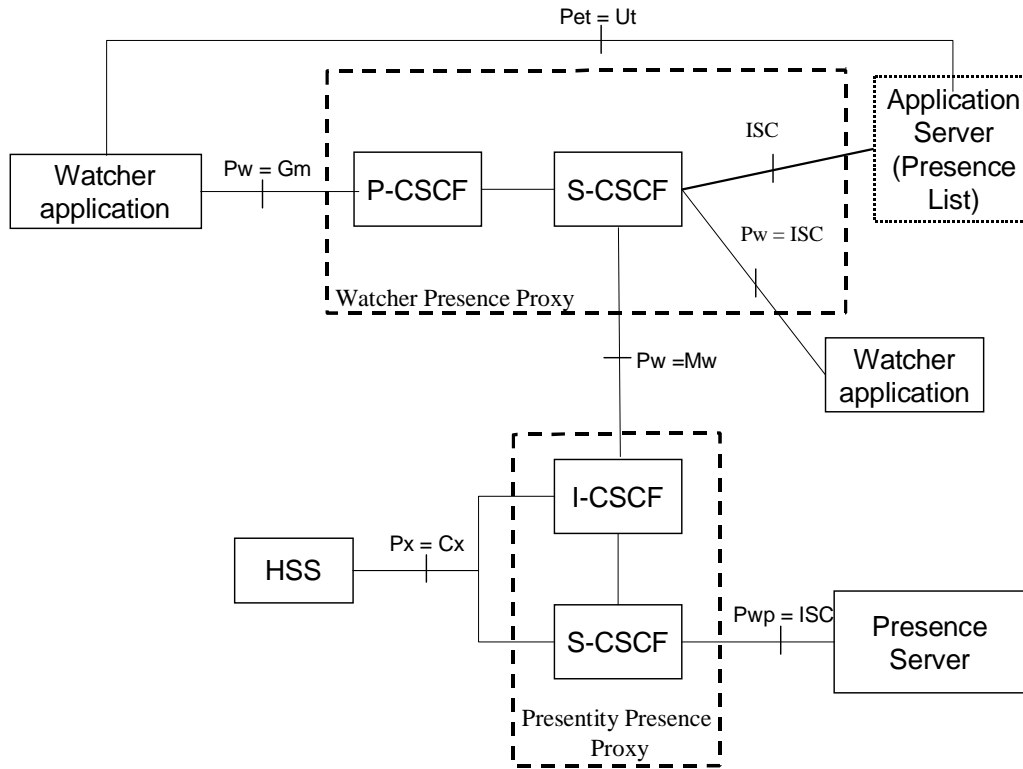 Pet = Ut
Application
Server
(Presence
List)
ISC
Watcher
application
Pw = Gm
P-CSCF
S-CSCF
Pw = ISC
Watcher Presence Proxy
Pw =Mw
Watcher
application
I-CSCF
Px = Cx
HSS
S-CSCF
Pwp = ISC
Presence
Server
Presentity Presence
Proxy